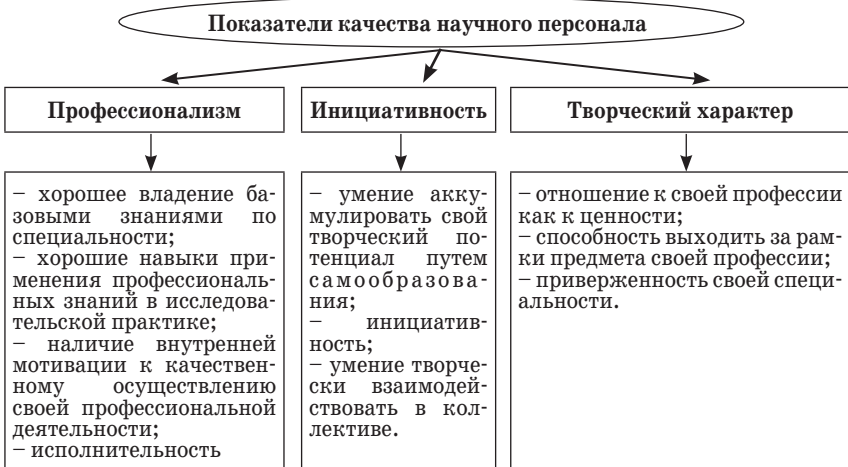 Показатели качества научного персонала
Профессионализм
Инициативность
Творческий характер
– хорошее владение ба-
зовыми знаниями по
специальности;
– хорошие навыки при-
менения профессиональ-
ных знаний в исследова-
тельской практике;
– наличие внутренней
мотивации к качествен-
ному осуществлению
своей профессиональной
деятельности;
– исполнительность
– умение акку-
мулировать свой
творческий по-
тенциал путем
самообразова-
ния;
– инициатив-
ность;
– умение творче-
ски взаимодей-
ствовать в кол-
лективе.
– отношение к своей профессии
как к ценности;
– способность выходить за рам-
ки предмета своей профессии;
– приверженность своей специ-
альности.